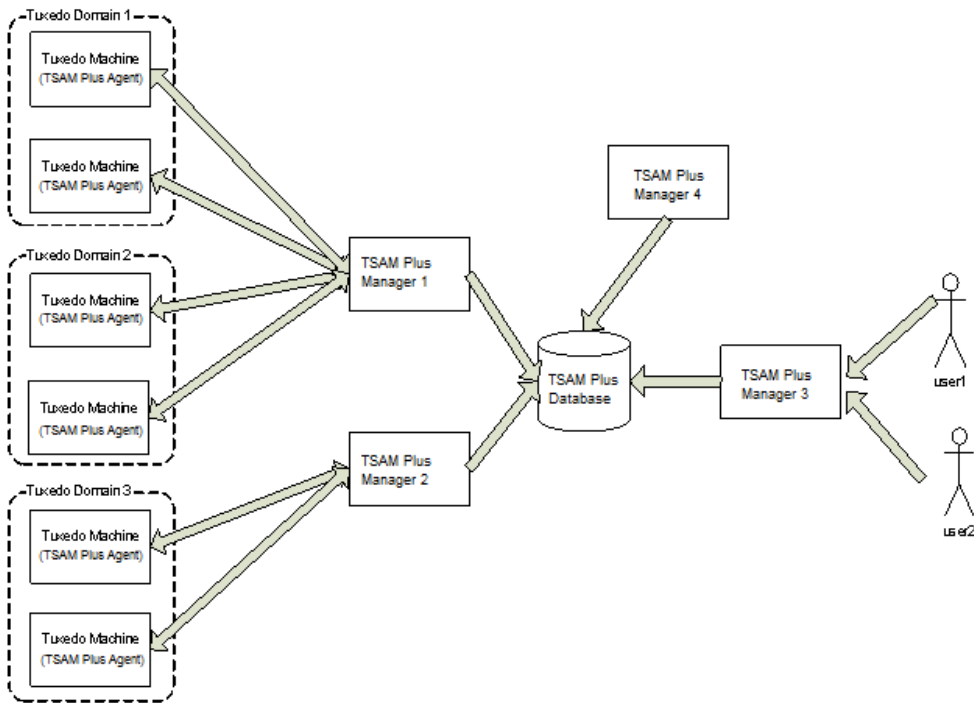 Tuxedo Domain 1
Tuxedo Machine
(TSAM Plus Agent)
Tuxedo Machine
(TSAM Plus Agent)
Tuxedo Domain 2
Tuxedo Machine
(TSAM Plus Agent)
Tuxedo Machine
(TSAM Plus Agent)
Tuxedo Domain 3
Tuxedo Machine
(TSAM Plus Agent)
Tuxedo Machine
(TSAM Plus Agent)
TSAM Plus
Manager 1
TSAM Plus
Manager 2
TSAM Plus
Manager 4
TSAM Plus
Database
TSAM Plus
Manager 3
user1
user2